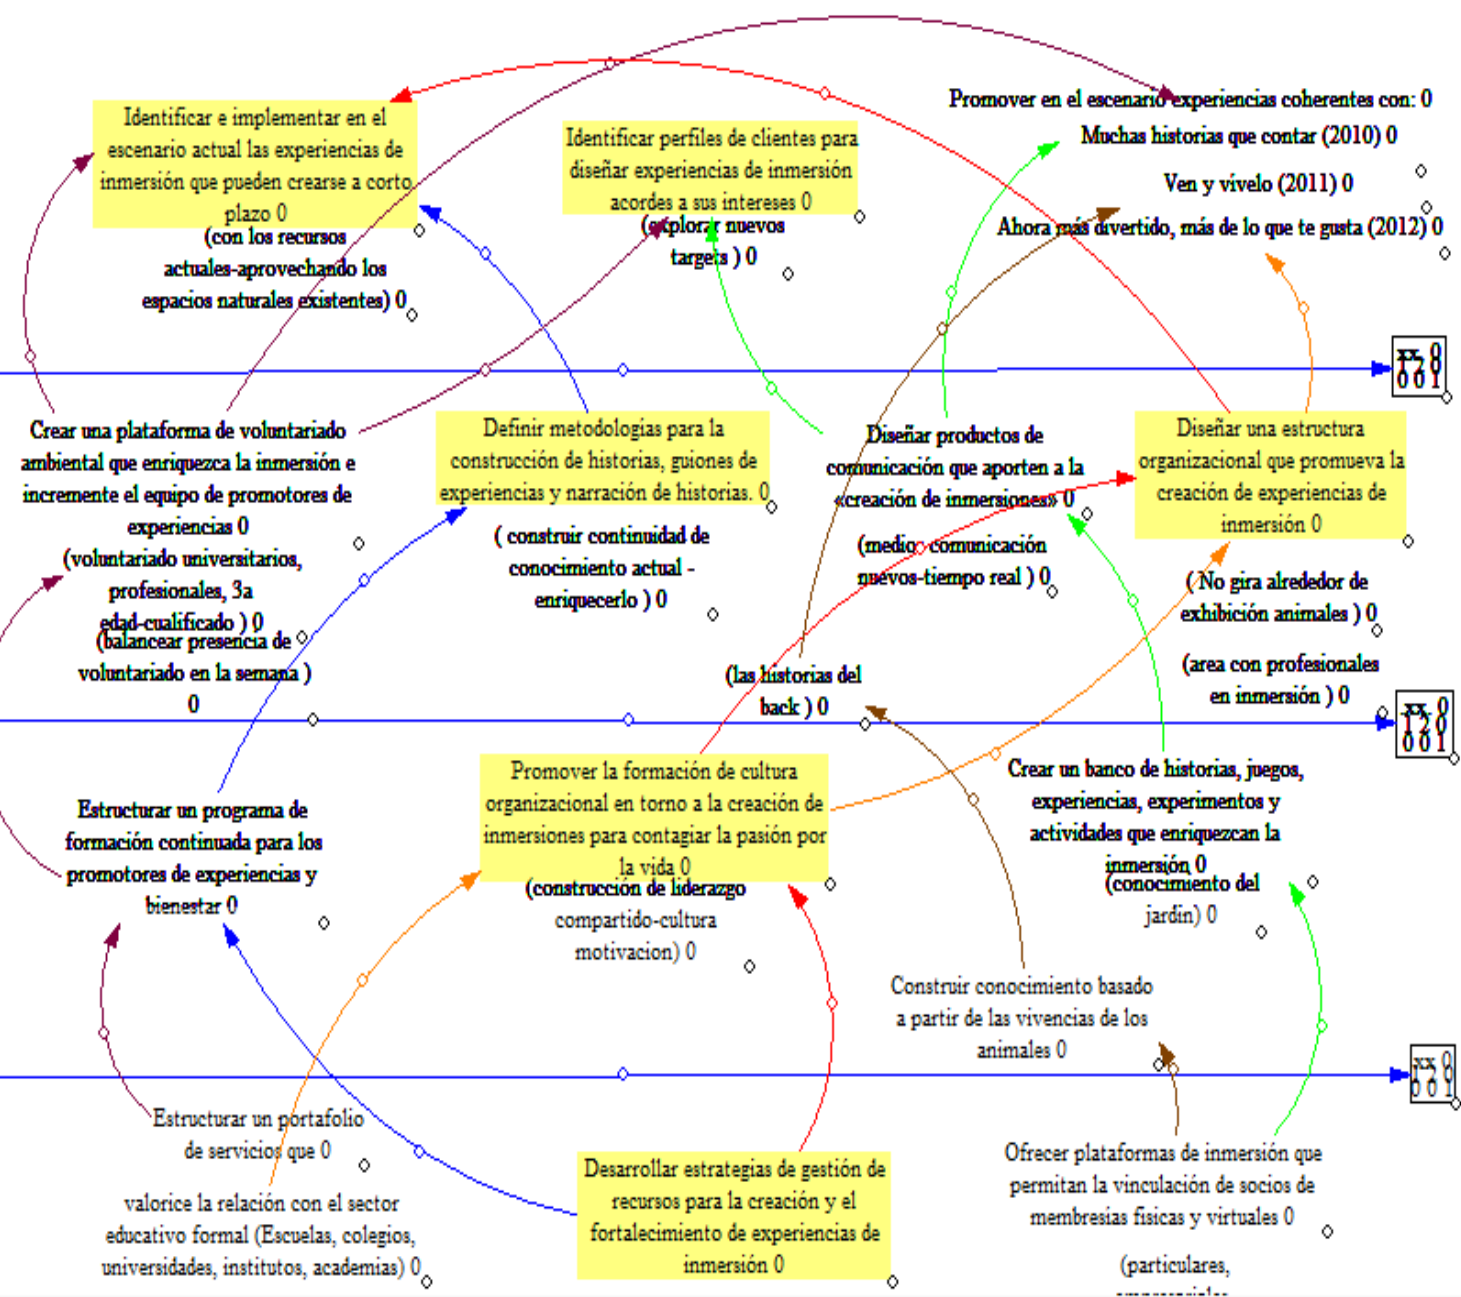 Promover en el escenario experiencias coherentes con: 0
Muchas historias que contar (2010) 0
Ven y vívelo (2011) 0
Ahora más divertido, más de lo que te gusta (2012) 0
Identificar e implementar en el
escenario actual las experiencias de
inmersión que pueden crearse a corto
plazo 0
(con los recursos
actuales-aprovechando los
espacios naturales existentes) 0
Identificar perfiles de clientes para
diseñar experiencias de inmersión
acordes a sus intereses 0
(explorar nuevos
targets ) 0
Crear una plataforma de voluntariado
ambiental que enriquezca la inmersión e
incremente el equipo de promotores de
experiencias 0
(voluntariado universitarios,
profesionales, 3a
edad-cualificado ) 0
(balancear presencia de
voluntariado en la semana )
0
Definir metodologías para la
construcción de historias, guiones de
experiencias y narración de historias. 0
( construir continuidad de
conocimiento actual -
enriquecerlo ) 0
Diseñar productos de
comunicación que aporten a la
«creación de inmersiones» 0
comunicación
nuevos-tiempo real ) 0
Diseñar una estructura
organizacional que promueva la
creación de experiencias de
inmersión 0
( No gira alrededor de
exhibición animales ) 0
(area con profesionales
en inmersión ) 0
(las historias del
back ) 0
Estructurar un programa de
formación continuada para los
promotores de experiencias y
bienestar 0
Promover la formación de cultura
organizacional en torno a la creación de
inmersiones para contagiar la pasión por
la vida 0
(construcción de liderazgo
compartido-cultura
motivacion) 0
Crear un banco de historias, juegos,
experiencias, experimentos y
actividades que enriquezcan la
inmersión 0
(conocimiento del
jardín) 0
Construir conocimiento basado
a partir de las vivencias de los
animales 0
Estructurar un portafolio
de servicios que 0
valorice la relación con el sector
educativo formal (Escuelas, colegios,
universidades, institutos, academias) 0
Desarrollar estrategias de gestión de
recursos para la creación y el
fortalecimiento de experiencias de
inmersión 0
Ofrecer plataformas de inmersión que
permitan la vinculación de socios de
membresías físicas y virtuales 0
(particulares,